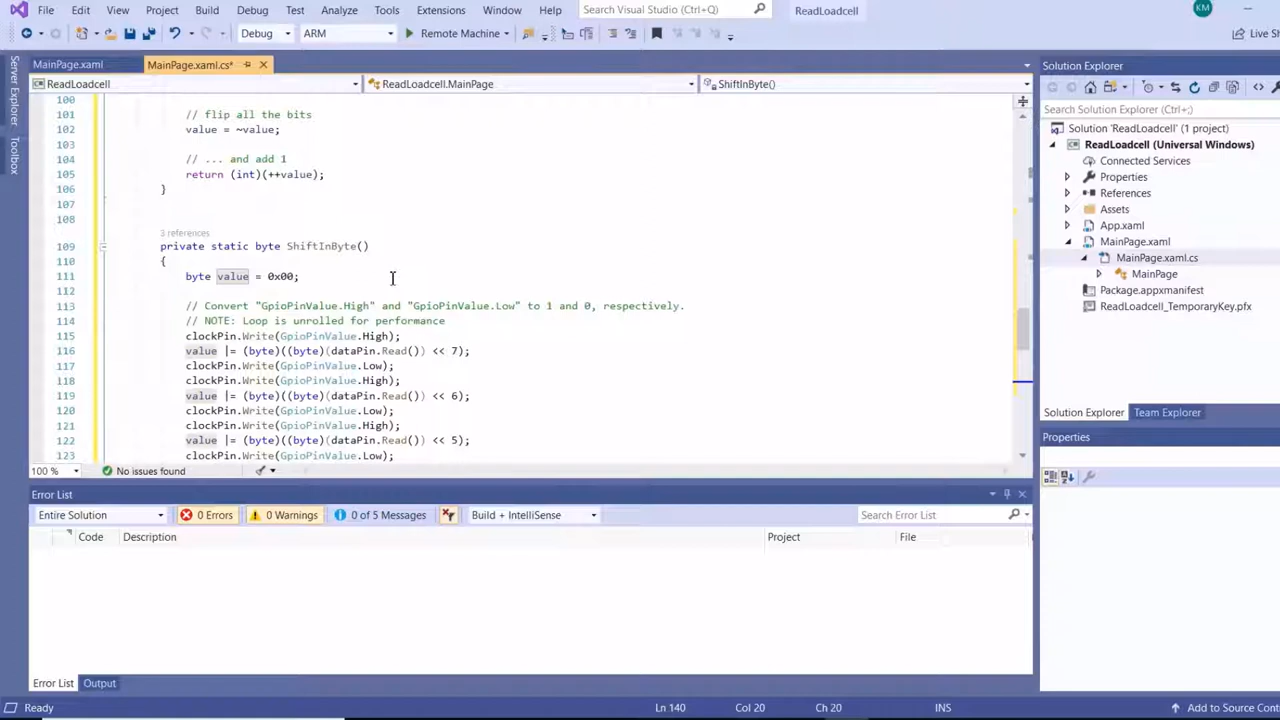 File Edit View Project Build Debug Test Analyze Tools Extensions Window Help Search Visual Studio (Ctrl+Q) ReadLoadcell KM
Debug ARM Remote Machine Live Sh
MainPage.xaml MainPage.xaml.cs*
ReadLoadcell ReadLoadcell.MainPage ShiftInByte()
100
101 // flip all the bits
102 value = ~value;
103
104 // ... and add 1
105 return (int)(++value);
106 }
107
108
3 references
109 private static byte ShiftInByte()
110 {
111 byte value = 0x00;
112
113 // Convert "GpioPinValue.High" and "GpioPinValue.Low" to 1 and 0, respectively.
114 // NOTE: Loop is unrolled for performance
115 clockPin.Write(GpioPinValue.High);
116 value |= (byte)((byte)(dataPin.Read()) << 7);
117 clockPin.Write(GpioPinValue.Low);
118 clockPin.Write(GpioPinValue.High);
119 value |= (byte)((byte)(dataPin.Read()) << 6);
120 clockPin.Write(GpioPinValue.Low);
121 clockPin.Write(GpioPinValue.High);
122 value |= (byte)((byte)(dataPin.Read()) << 5);
123 clockPin.Write(GpioPinValue.Low);
100 % No issues found
Server Explorer
Toolbox
Solution Explorer
Search Solution Explorer (Ctrl+;)
Solution 'ReadLoadcell' (1 project)
ReadLoadcell (Universal Windows)
Connected Services
Properties
References
Assets
App.xaml
MainPage.xaml
MainPage.xaml.cs
MainPage
Package.appxmanifest
ReadLoadcell_TemporaryKey.pfx
Solution Explorer Team Explorer
Properties
Error List
Entire Solution 0 Errors 0 Warnings 0 of 5 Messages Build + IntelliSense Search Error List
Code Description Project File
Error List Output
Ready Ln 140 Col 20 Ch 20 INS Add to Source Cont